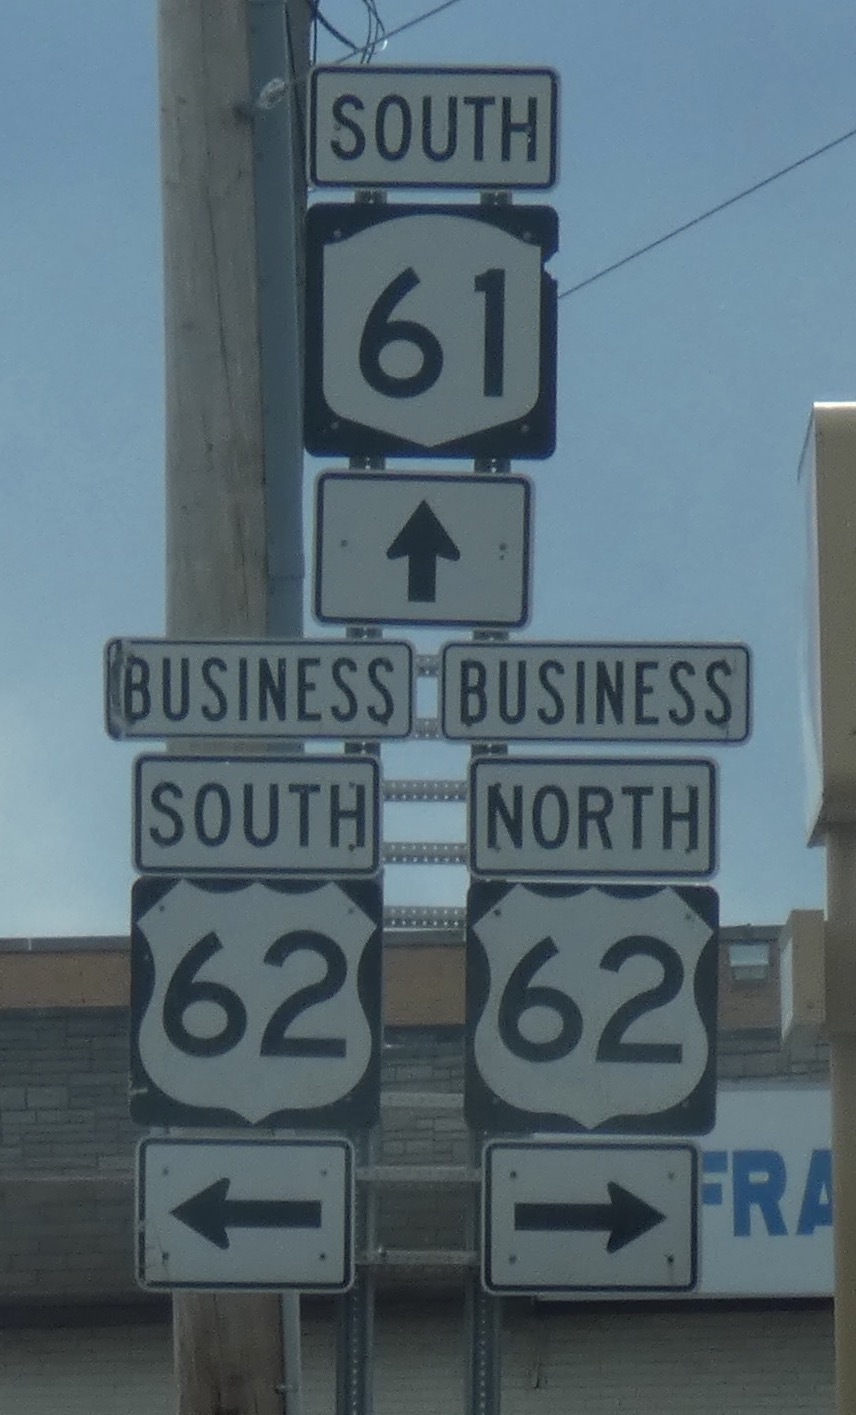 SOUTH
61
BUSINESS BUSINESS
SOUTH NORTH
62 62
FRA